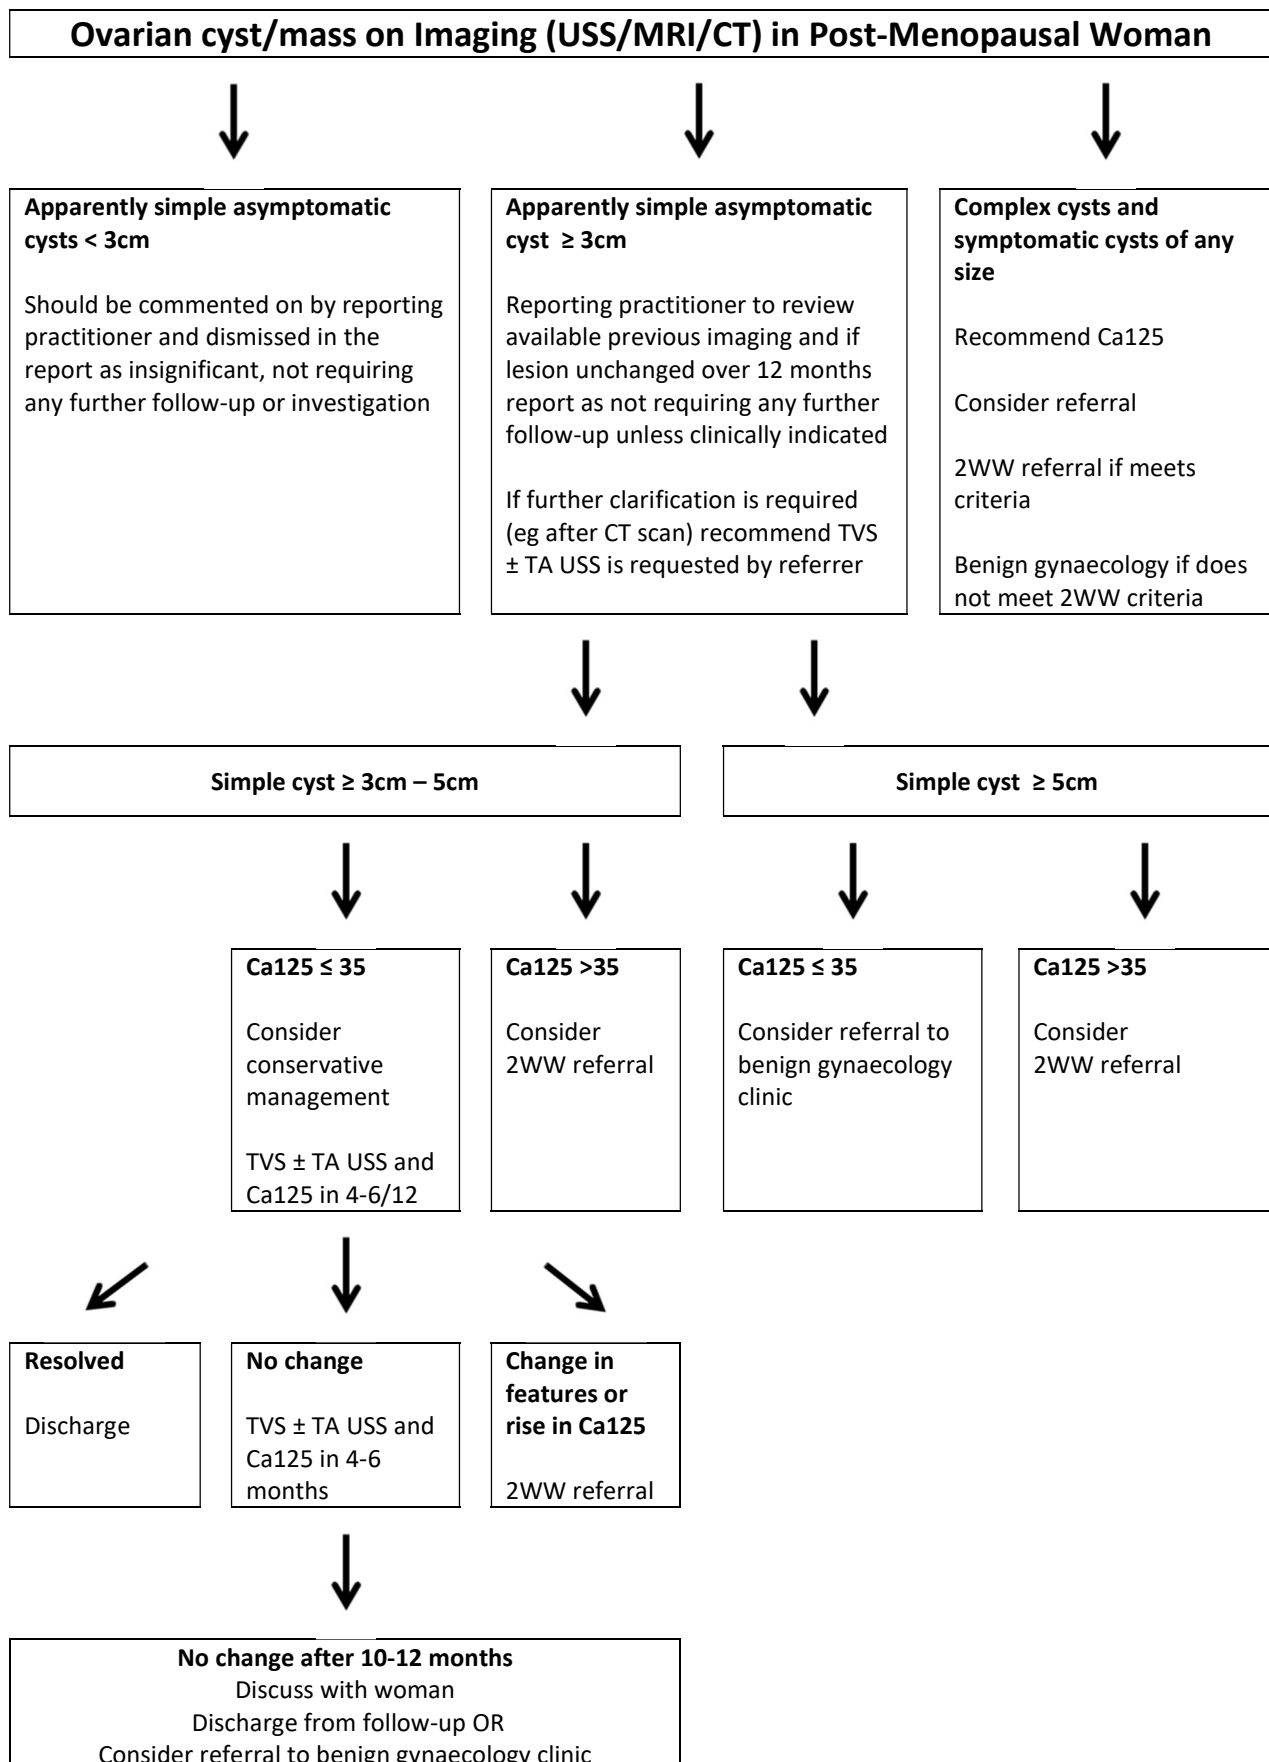 Ovarian cyst/mass on Imaging (USS/MRI/CT) in Post-Menopausal Woman
Apparently simple asymptomatic
cysts < 3cm
Should be commented on by reporting
practitioner and dismissed in the
report as insignificant, not requiring
any further follow-up or investigation
Apparently simple asymptomatic
cyst ≥ 3cm
Reporting practitioner to review
available previous imaging and if
lesion unchanged over 12 months
report as not requiring any further
follow-up unless clinically indicated
If further clarification is required
(eg after CT scan) recommend TVS
± TA USS is requested by referrer
Complex cysts and
symptomatic cysts of any
size
Recommend Ca125
Consider referral
2WW referral if meets
criteria
Benign gynaecology if does
not meet 2WW criteria
Simple cyst ≥ 3cm – 5cm
Simple cyst ≥ 5cm
Ca125 ≤ 35
Consider
conservative
management
TVS ± TA USS and
Ca125 in 4-6/12
Ca125 >35
Consider
2WW referral
Ca125 ≤ 35
Consider referral to
benign gynaecology
clinic
Ca125 >35
Consider
2WW referral
Resolved
Discharge
No change
TVS ± TA USS and
Ca125 in 4-6
months
Change in
features or
rise in Ca125
2WW referral
No change after 10-12 months
Discuss with woman
Discharge from follow-up OR
Consider referral to benign gynaecology clinic